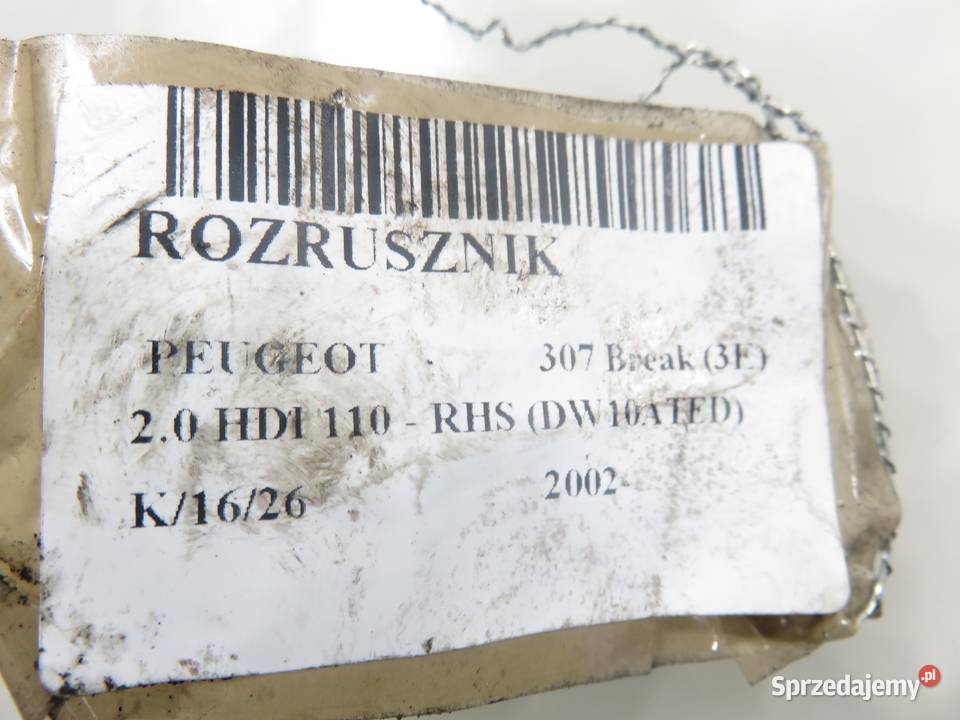 ROZRUSZNIK
PEUGEOT 307 Break (3E)
2.0 HDI 110 - RHS (DW10ATED)
K/16/26 2002
Sprzedajemy.pl